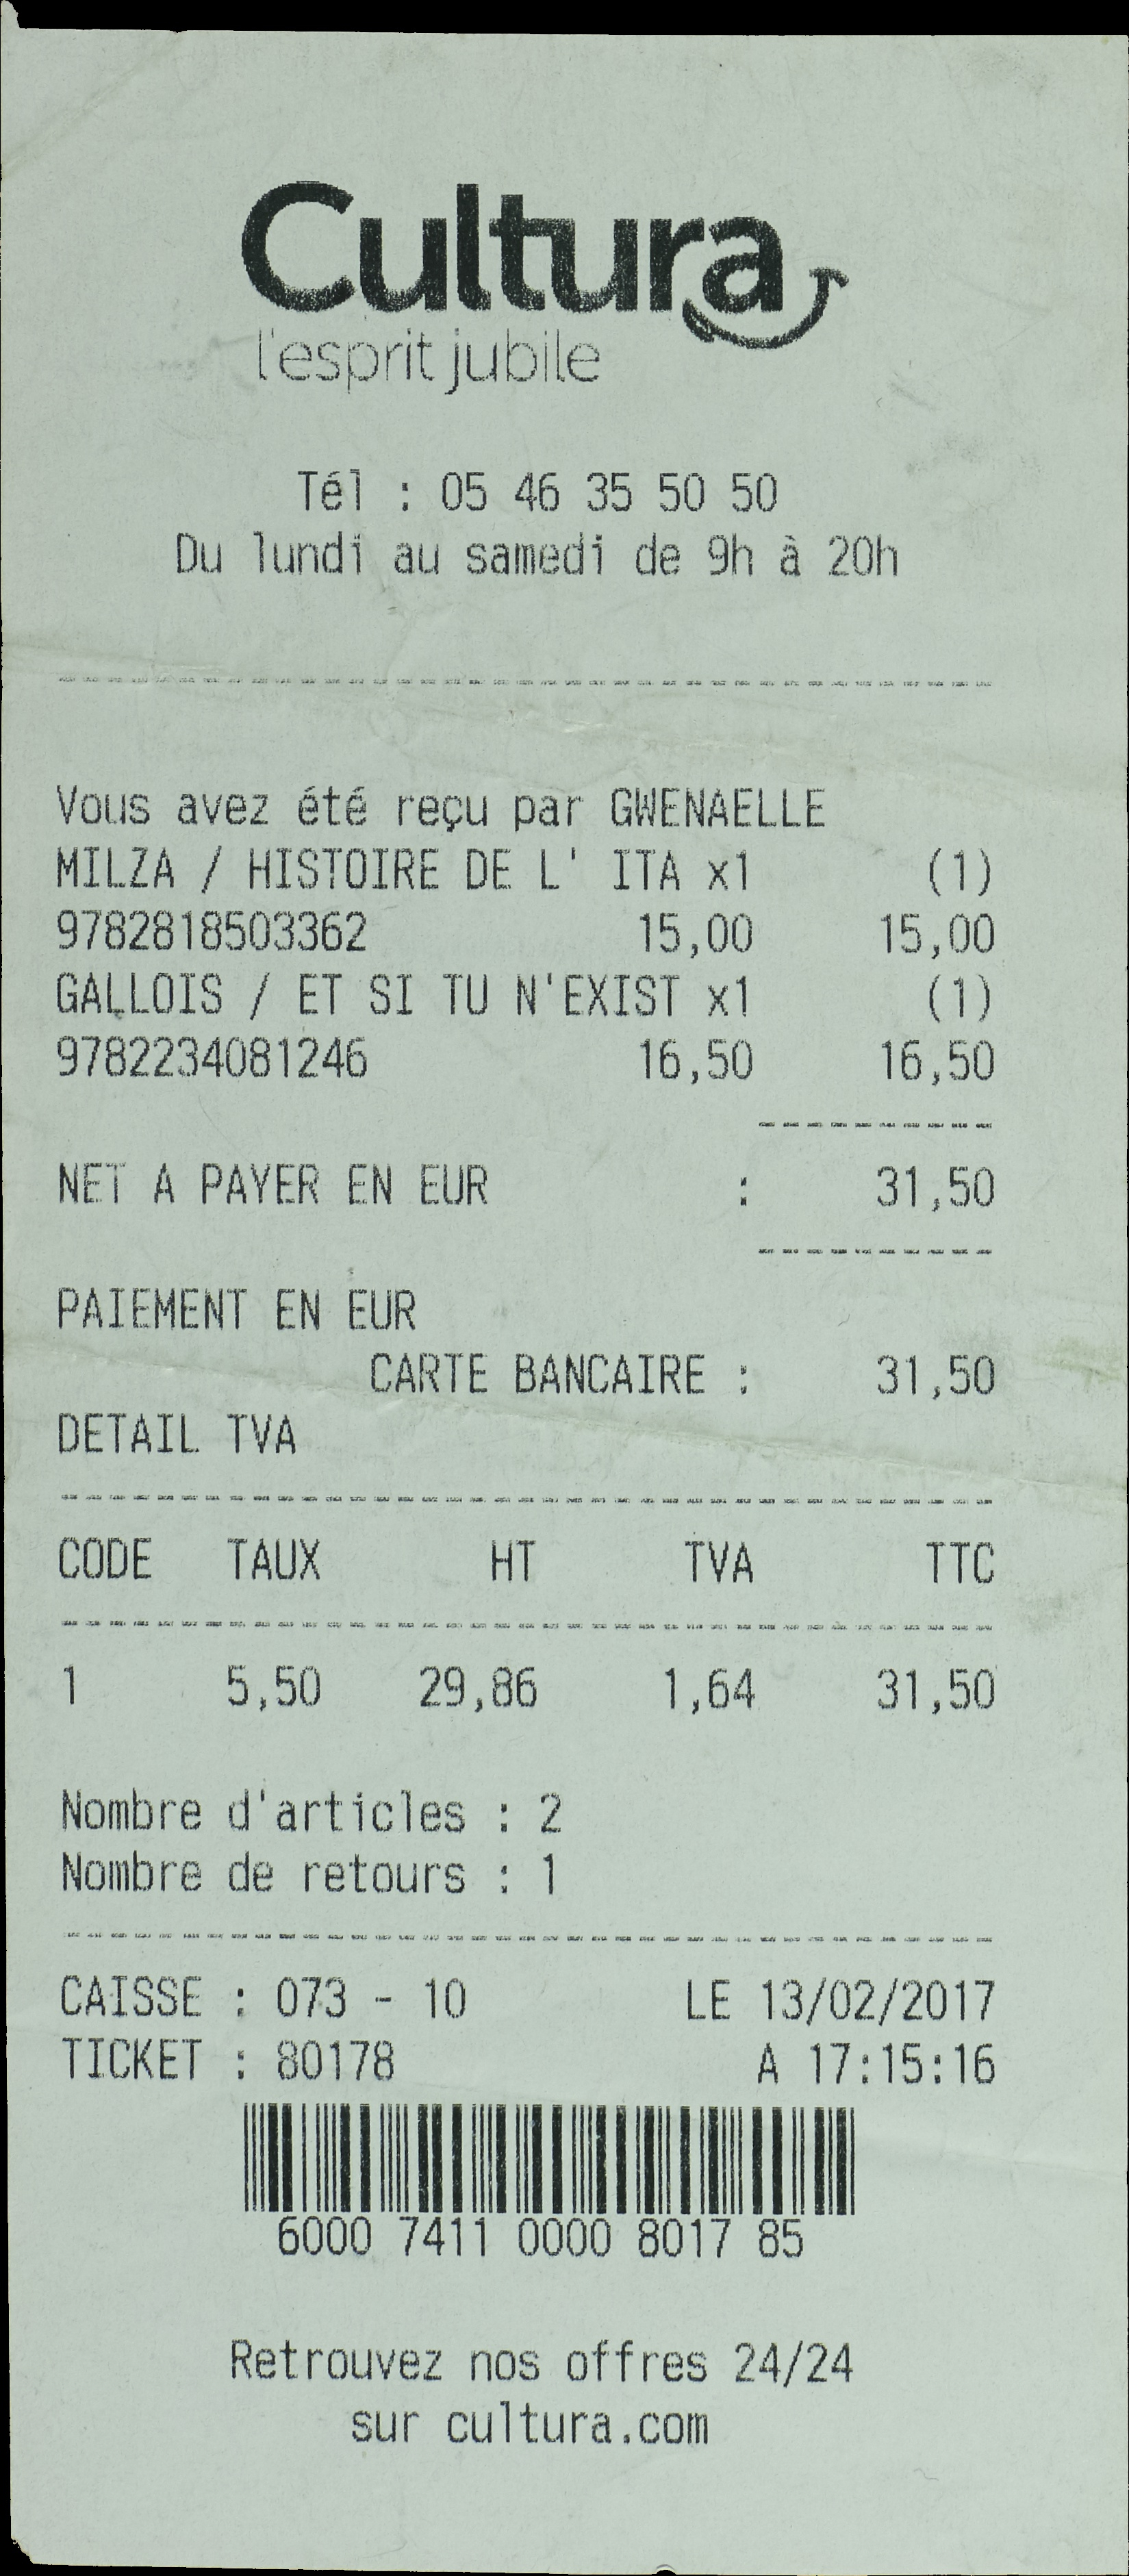 Cultura
l'esprit jubile
Tél : 05 46 35 50 50
Du lundi au samedi de 9h à 20h
Vous avez été reçu par GWENAELLE
MILZA / HISTOIRE DE L' ITA x1 (1)
9782818503362 15,00 15,00
GALLOIS / ET SI TU N'EXIST x1 (1)
9782234081246 16,50 16,50
NET A PAYER EN EUR : 31,50
PAIEMENT EN EUR
CARTE BANCAIRE : 31,50
DETAIL TVA
CODE TAUX HT TVA TTC
1 5,50 29,86 1,64 31,50
Nombre d'articles : 2
Nombre de retours : 1
CAISSE : 073 - 10 LE 13/02/2017
TICKET : 80178 A 17:15:16
6000 7411 0000 8017 85
Retrouvez nos offres 24/24
sur cultura.com